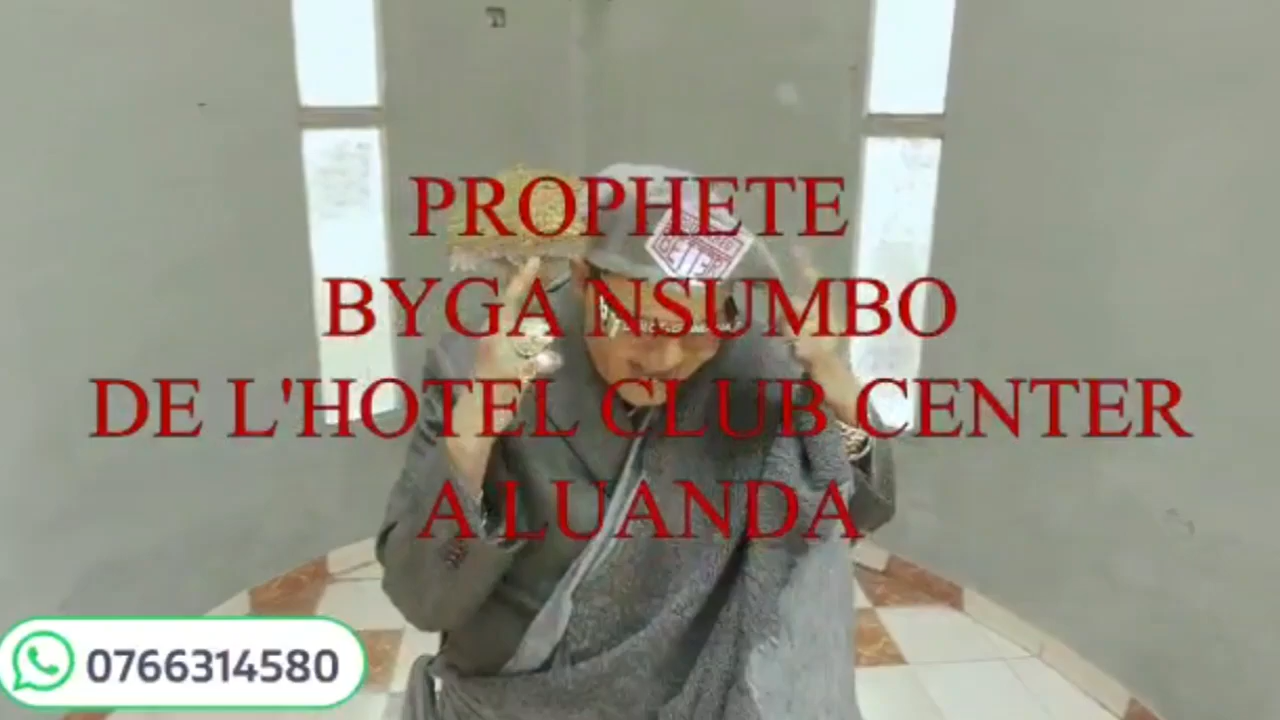 PROPHETE
BYGA NSUMBO
DE L'HOTEL CLUB CENTER
A LUANDA
0766314580